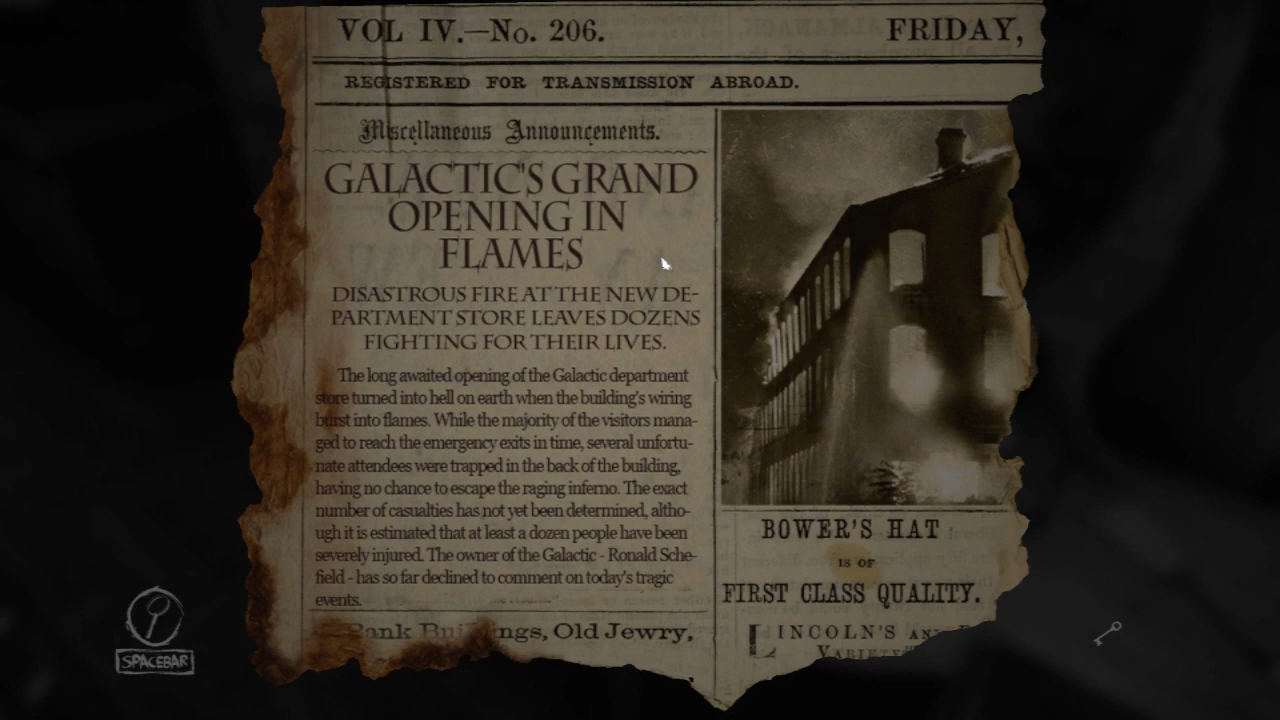 VOL IV.—No. 206.
FRIDAY,
REGISTERED FOR TRANSMISSION ABROAD.
Miscellaneous Announcements.
GALACTIC'S GRAND
OPENING IN
FLAMES
DISASTROUS FIRE AT THE NEW DE-
PARTMENT STORE LEAVES DOZENS
FIGHTING FOR THEIR LIVES.
The long awaited opening of the Galactic department
store turned into hell on earth when the building's wiring
burst into flames. While the majority of the visitors mana-
ged to reach the emergency exits in time, several unfortu-
nate attendees were trapped in the back of the building,
having no chance to escape the raging inferno. The exact
number of casualties has not yet been determined, altho-
ugh it is estimated that at least a dozen people have been
severely injured. The owner of the Galactic - Ronald Sche-
field - has so far declined to comment on today's tragic
events.
Bank Buildings, Old Jewry,
BOWER'S HAT
IS OF
FIRST CLASS QUALITY.
LINCOLN'S
SPACEBAR